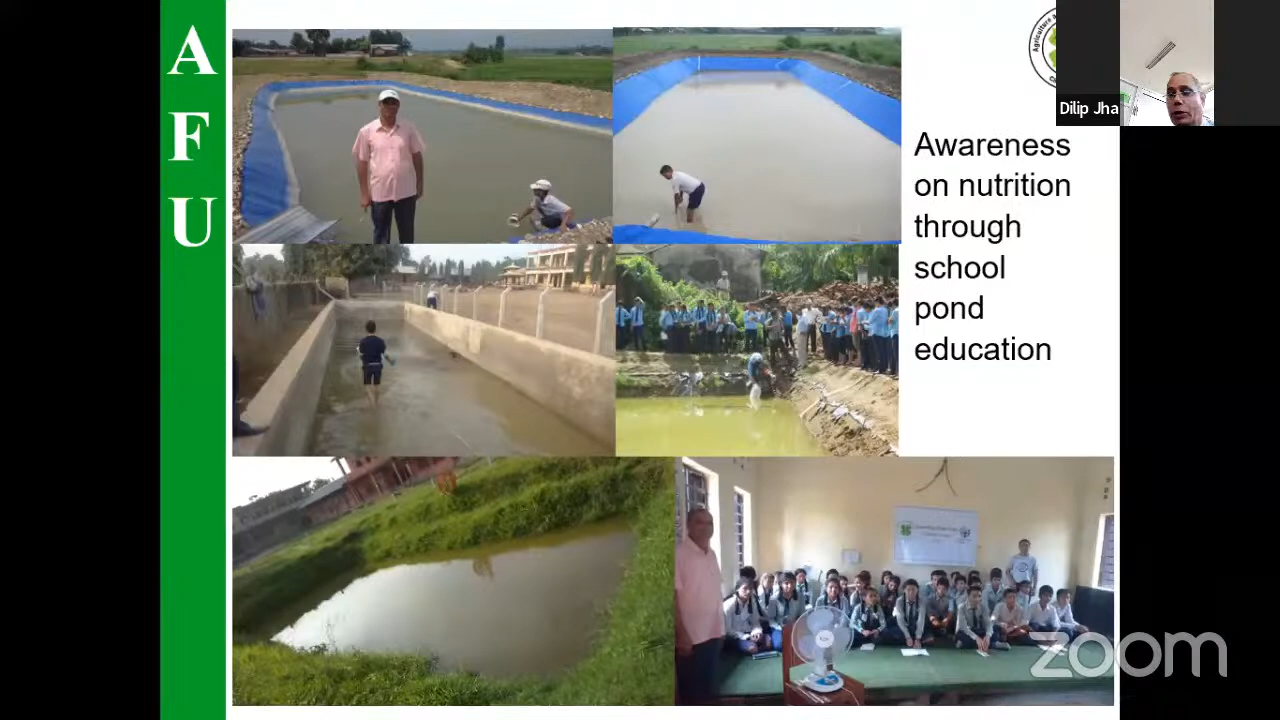 A
F
U
Dilip Jha
Awareness
on nutrition
through
school
pond
education
zoom